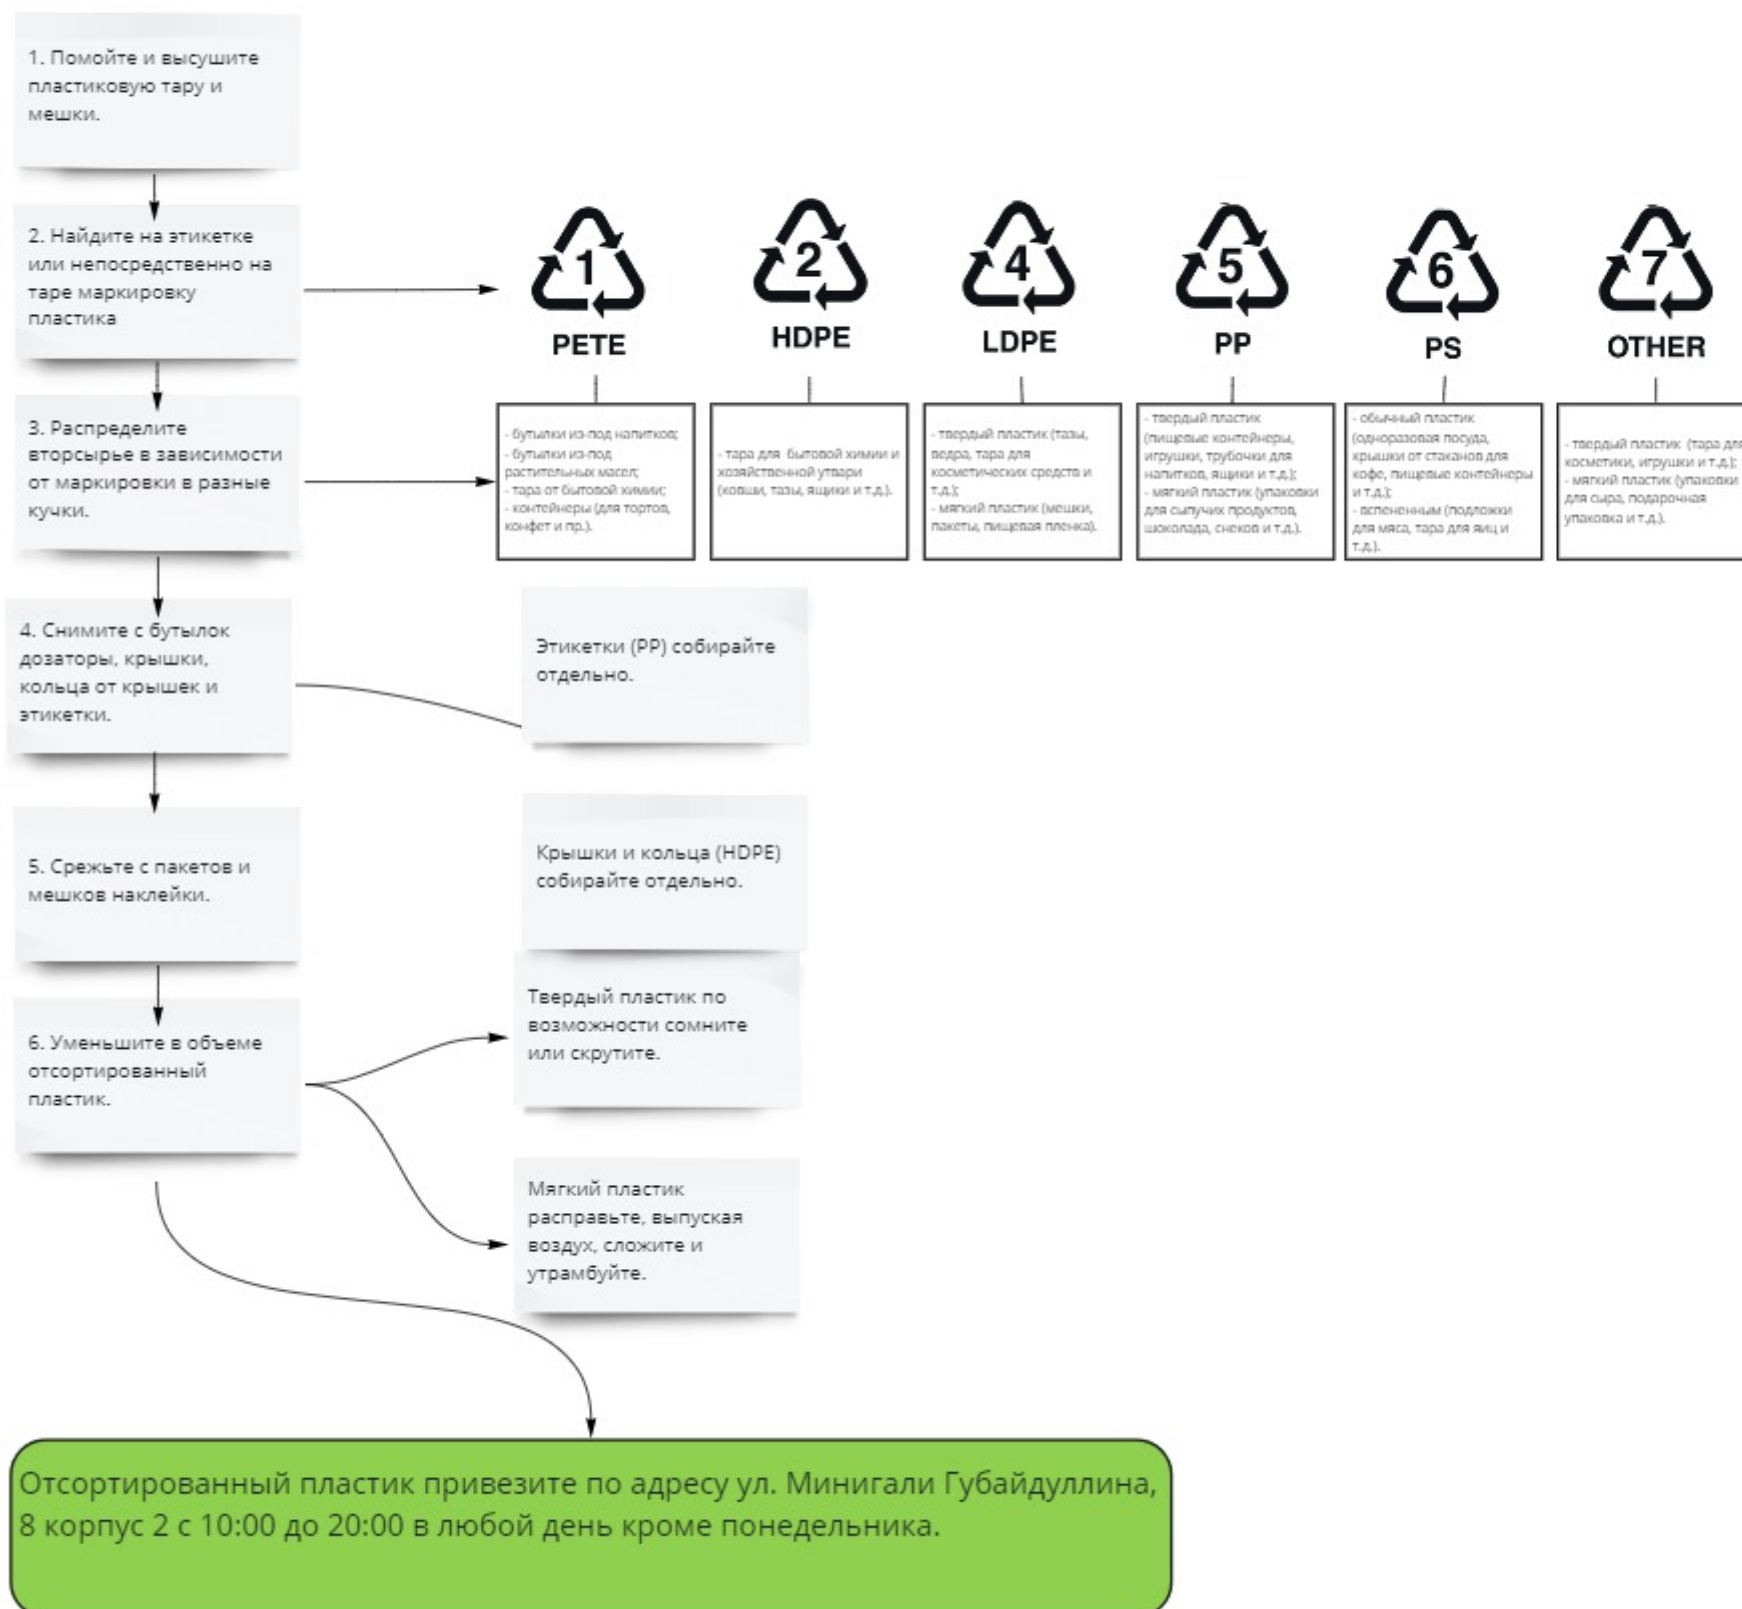 1. Помойте и высушите
пластиковую тару и
мешки.
2. Найдите на этикетке
или непосредственно на
таре маркировку
пластика
1
PETE
2
HDPE
4
LDPE
5
PP
6
PS
7
OTHER
3. Распределите
вторсырье в зависимости
от маркировки в разные
кучки.
- бутылки из-под напитков;
- бутылки из-под
растительных масел;
- тара от бытовой химии;
- контейнеры (для тортов,
конфет и пр.).
- тара для бытовой химии и
хозяйственной утвари
(ковши, тазы, ящики и т.д.).
- твердый пластик (тазы,
ведра, тара для
косметических средств и
т.д.);
- мягкий пластик (мешки,
пакеты, пищевая пленка).
- твердый пластик
(пищевые контейнеры,
игрушки, трубочки для
напитков, ящики и т.д.);
- мягкий пластик (упаковки
для сыпучих продуктов,
шоколада, снеков и т.д.).
- обычный пластик
(одноразовая посуда,
крышки от стаканов для
кофе, пищевые контейнеры
и т.д.);
- вспененным (подложки
для мяса, тара для яиц и
т.д.).
- твердый пластик (тара для
косметики, игрушки и т.д.);
- мягкий пластик (упаковки
для сыра, подарочная
упаковка и т.д.).
4. Снимите с бутылок
дозаторы, крышки,
кольца от крышек и
этикетки.
Этикетки (PP) собирайте
отдельно.
Крышки и кольца (HDPE)
собирайте отдельно.
5. Срежьте с пакетов и
мешков наклейки.
6. Уменьшите в объеме
отсортированный
пластик.
Твердый пластик по
возможности сомните
или скрутите.
Мягкий пластик
расправьте, выпуская
воздух, сложите и
утрамбуйте.
Отсортированный пластик привезите по адресу ул. Минигали Губайдуллина,
8 корпус 2 с 10:00 до 20:00 в любой день кроме понедельника.